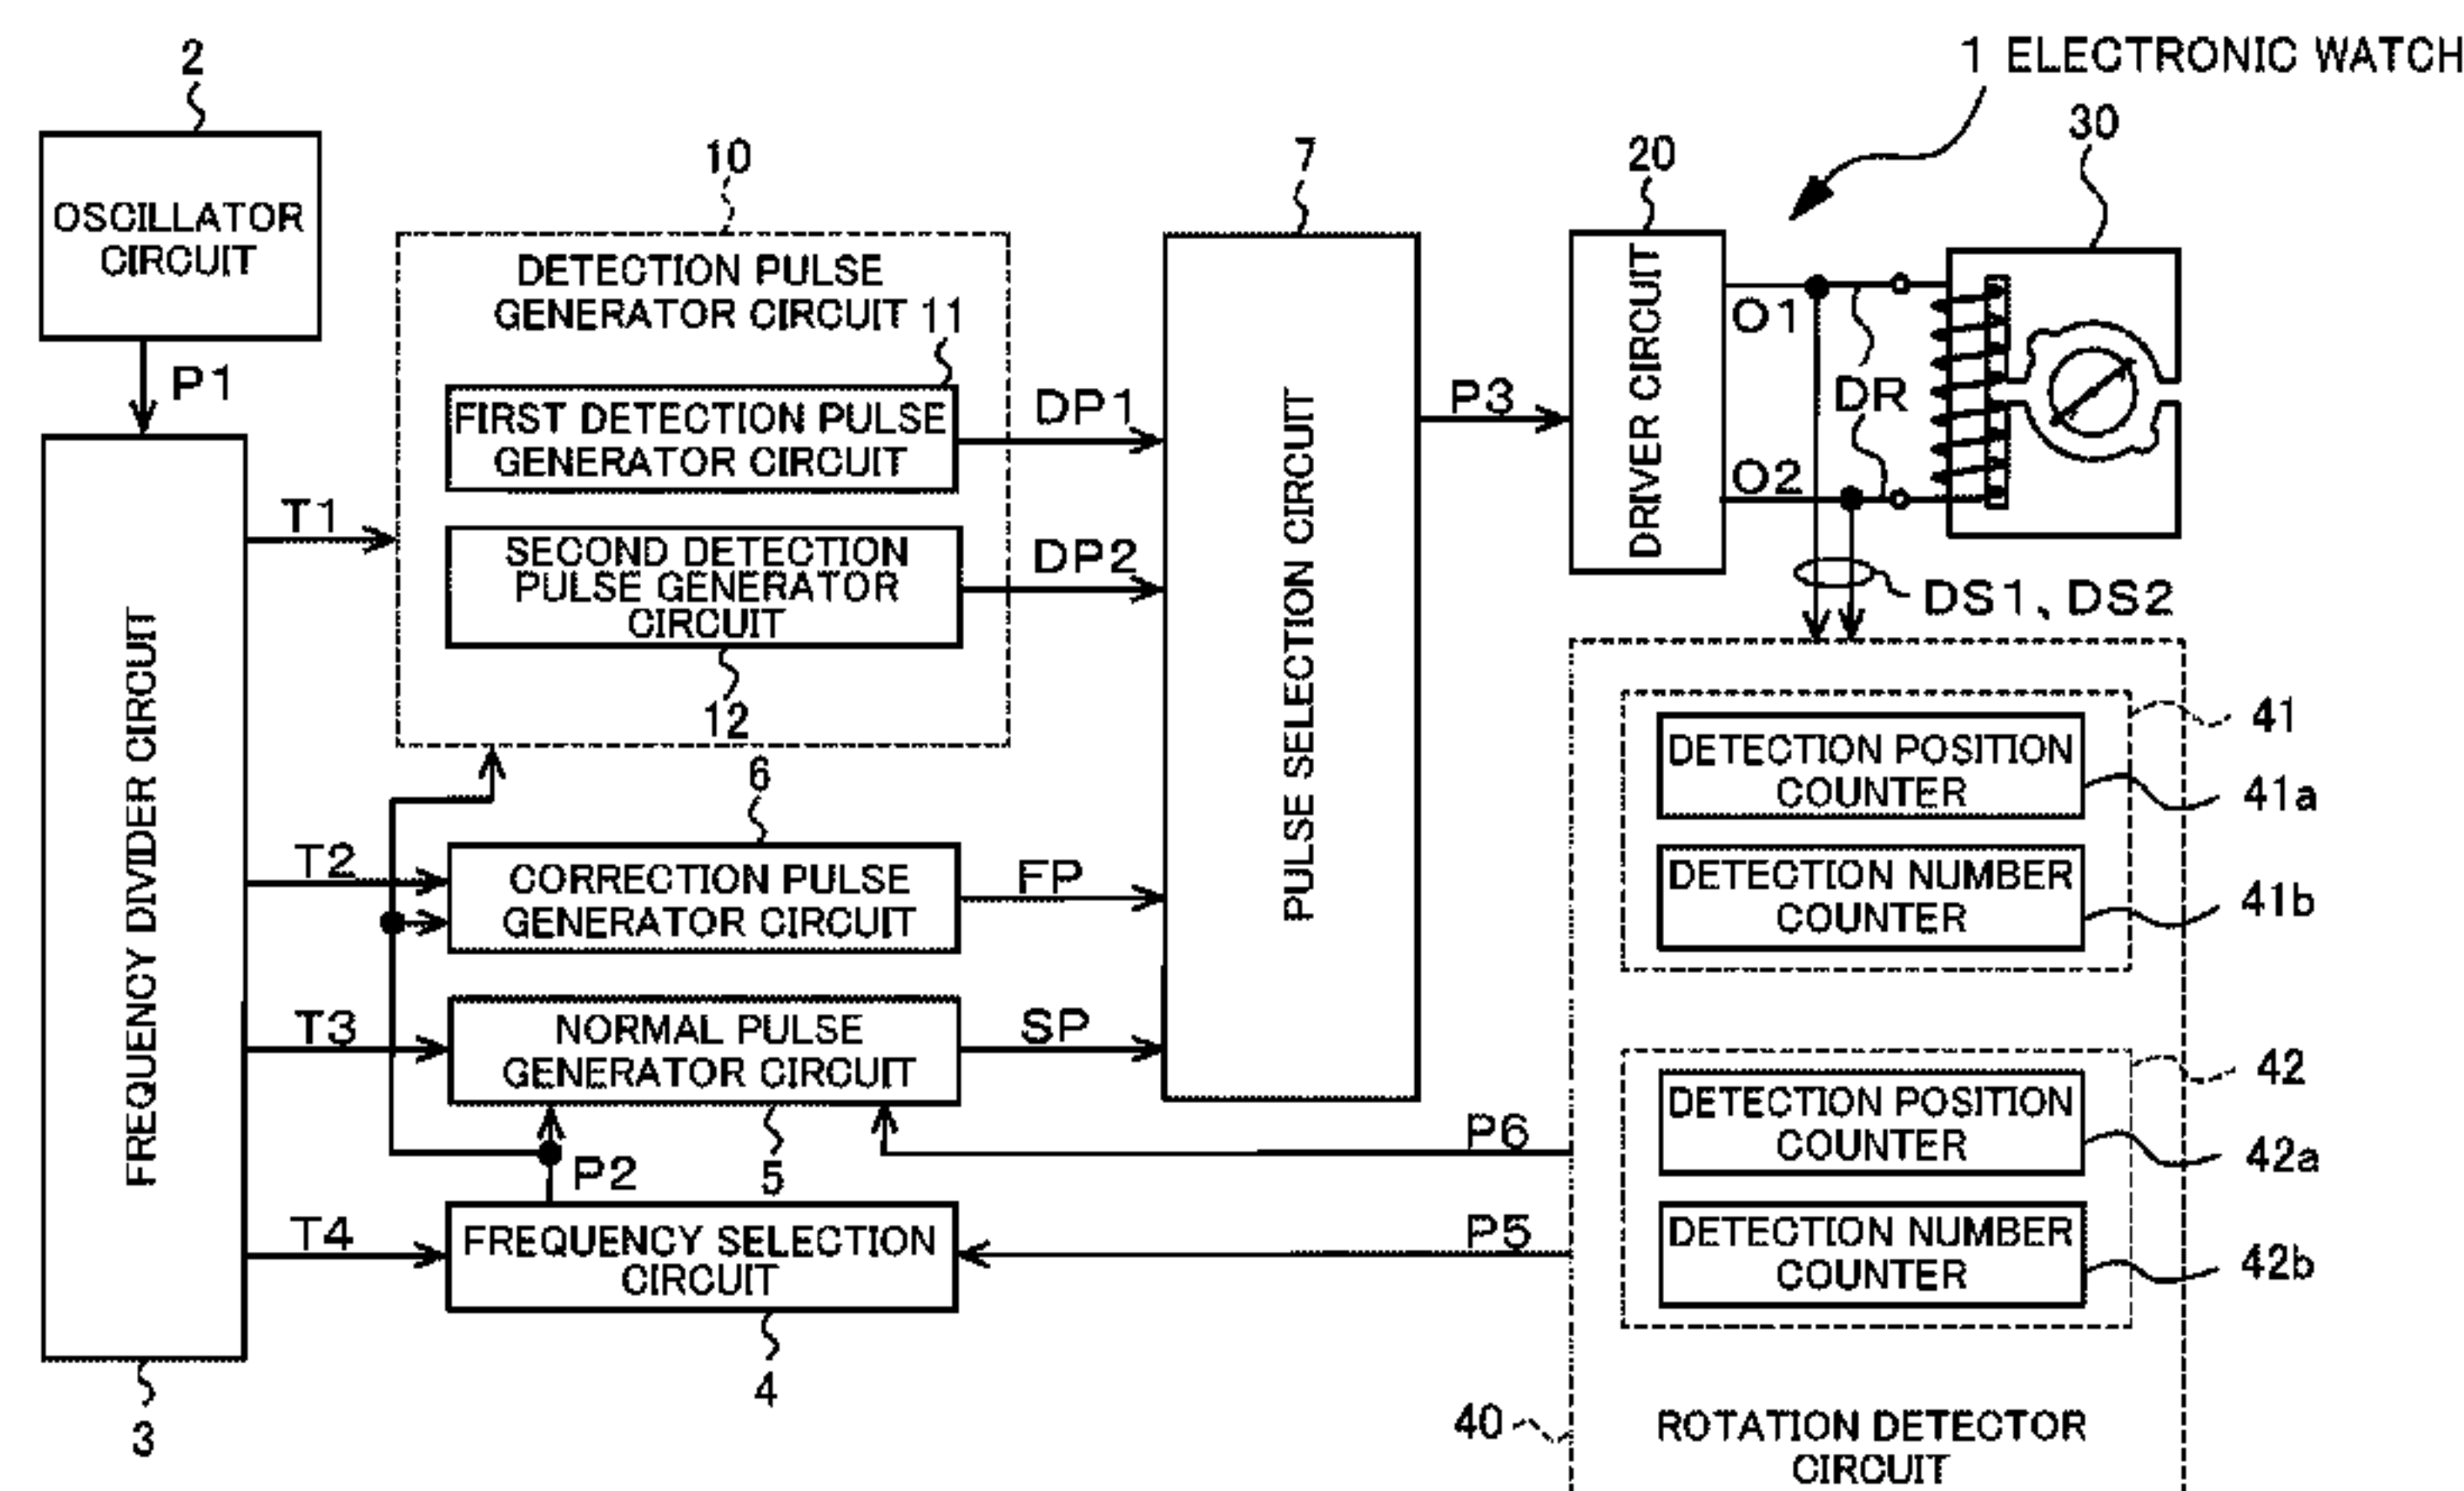 1 ELECTRONIC WATCH
2
OSCILLATOR
CIRCUIT
P1
10
DETECTION PULSE
GENERATOR CIRCUIT
11
FIRST DETECTION PULSE
GENERATOR CIRCUIT
DP1
SECOND DETECTION
PULSE GENERATOR
CIRCUIT
DP2
12
7
PULSE SELECTION CIRCUIT
P3
20
DRIVER CIRCUIT
O1
O2
DR
30
DS1, DS2
FREQUENCY DIVIDER CIRCUIT
3
T1
T2
T3
T4
6
CORRECTION PULSE
GENERATOR CIRCUIT
FP
NORMAL PULSE
GENERATOR CIRCUIT
SP
5
P2
FREQUENCY SELECTION
CIRCUIT
4
P6
P5
41
DETECTION POSITION
COUNTER
41a
DETECTION NUMBER
COUNTER
41b
42
DETECTION POSITION
COUNTER
42a
DETECTION NUMBER
COUNTER
42b
40
ROTATION DETECTOR
CIRCUIT